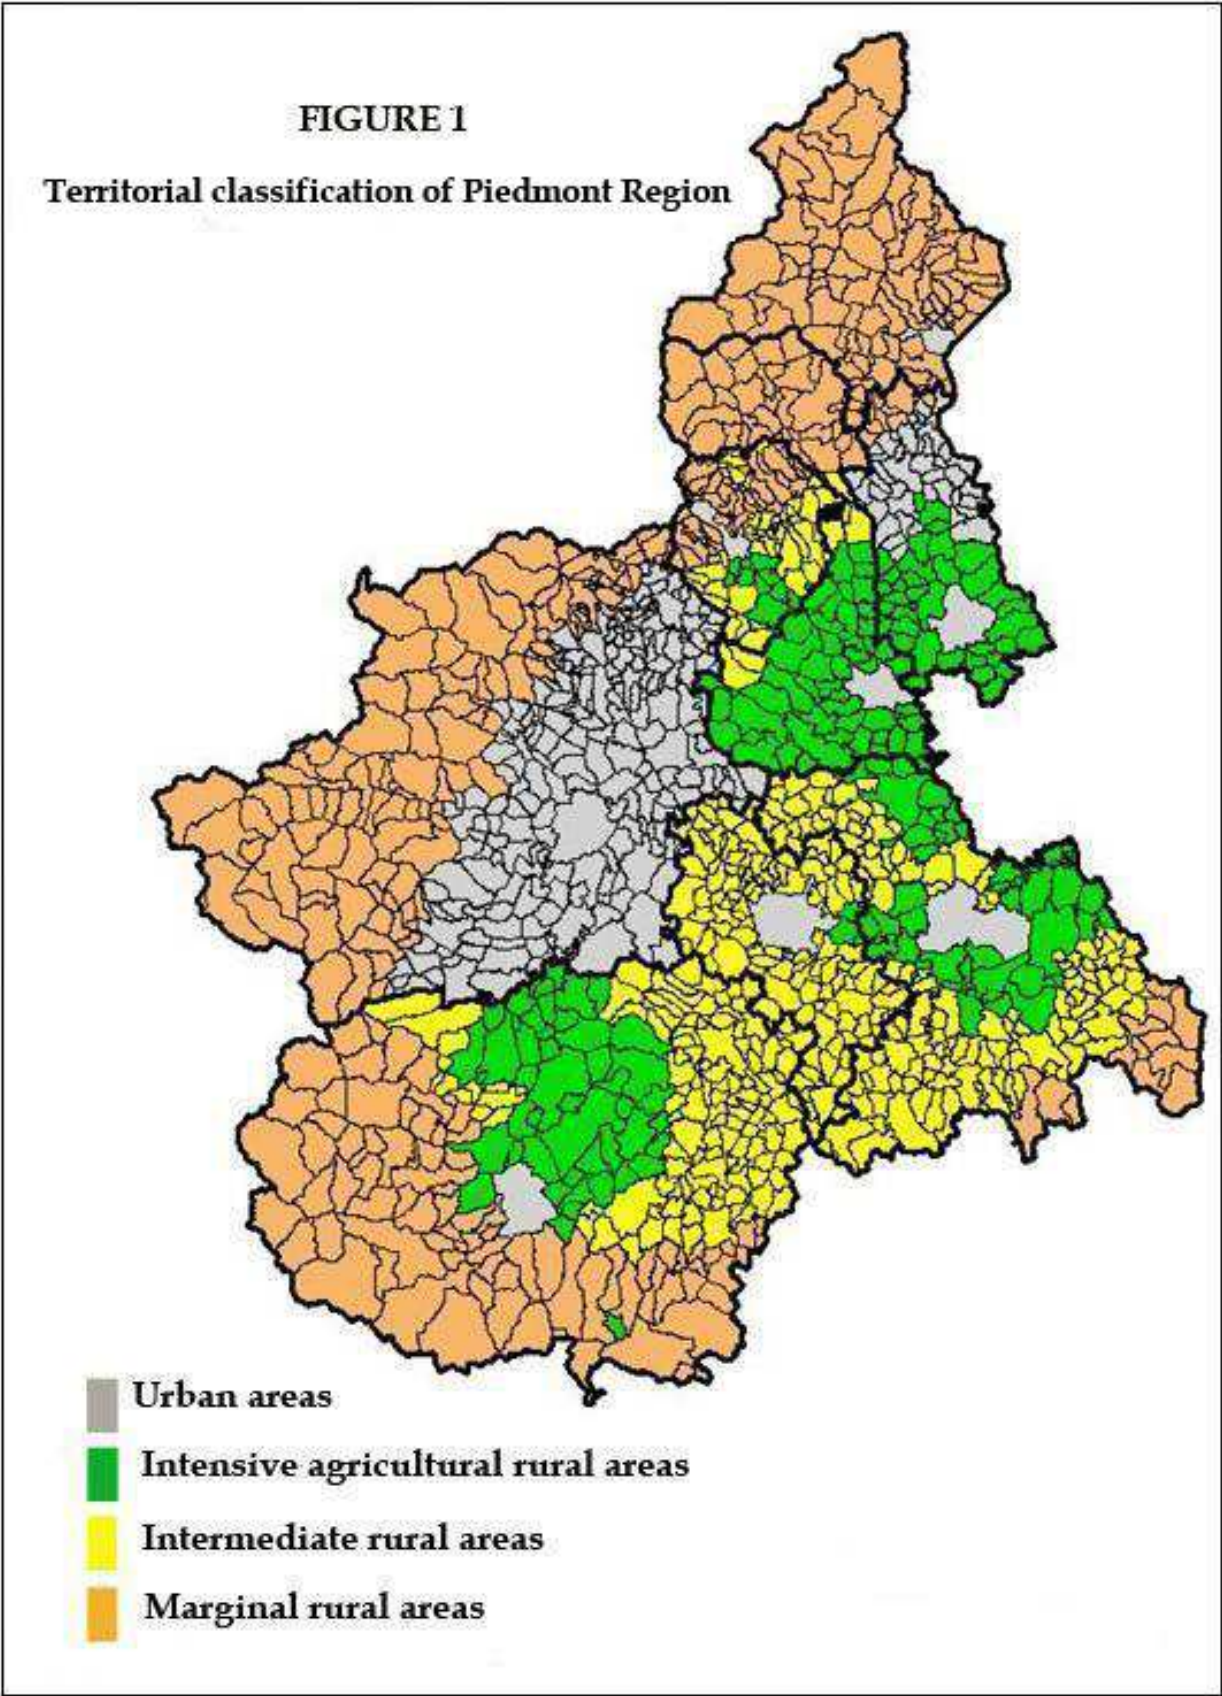 FIGURE 1
Territorial classification of Piedmont Region
Urban areas
Intensive agricultural rural areas
Intermediate rural areas
Marginal rural areas